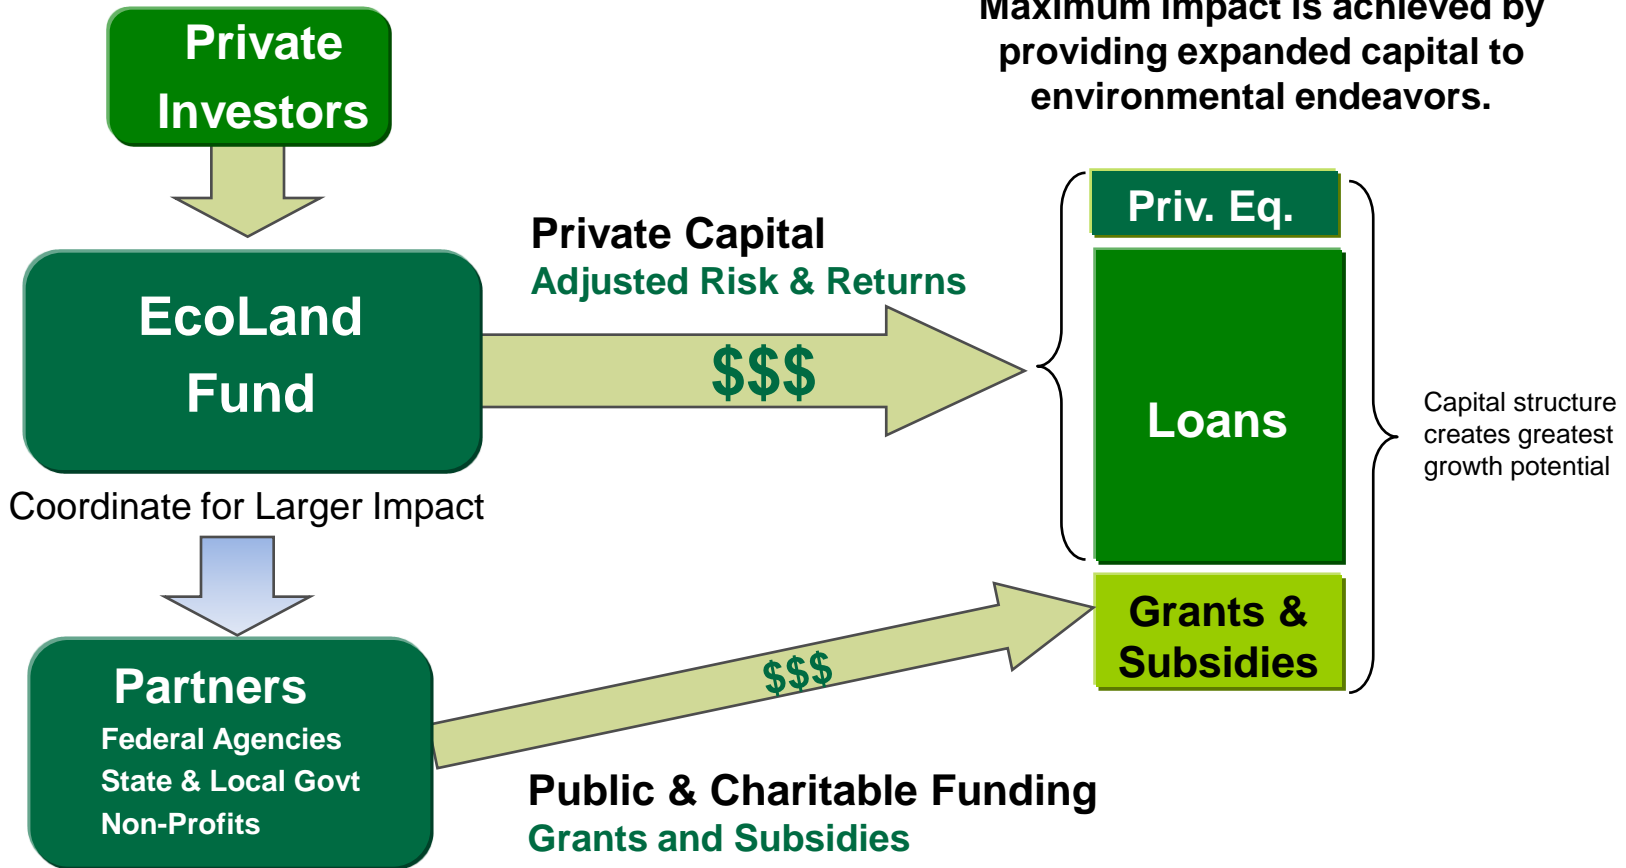 Private
Investors
Maximum impact is achieved by
providing expanded capital to
environmental endeavors.
Priv. Eq.
Private Capital
Adjusted Risk & Returns
EcoLand
Fund
$$$
Loans
Capital structure
creates greatest
growth potential
Coordinate for Larger Impact
Grants &
Subsidies
$$$
Partners
Federal Agencies
State & Local Govt
Non-Profits
Public & Charitable Funding
Grants and Subsidies